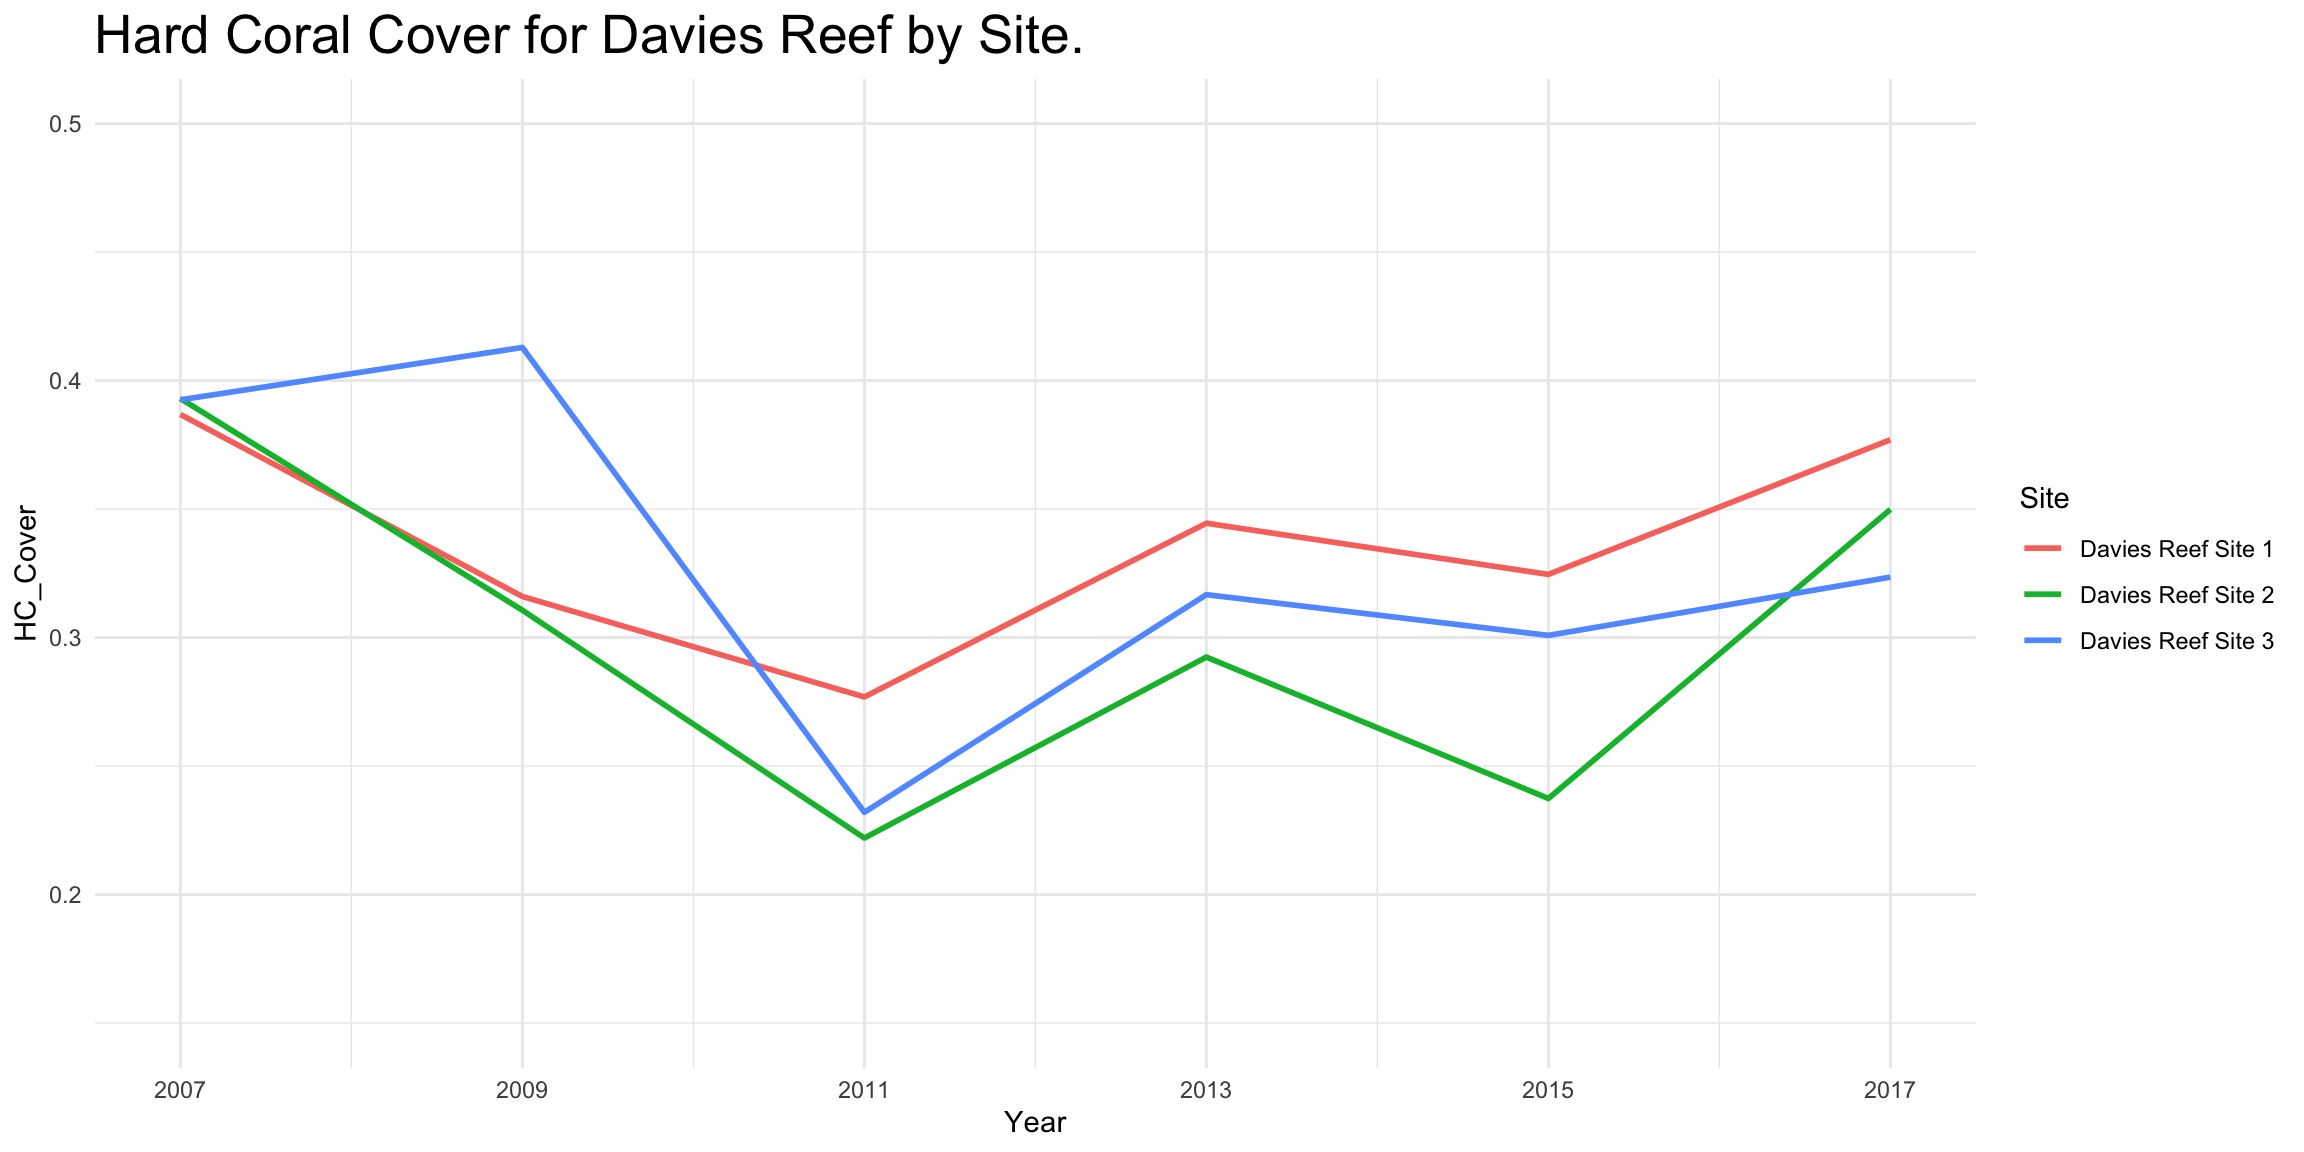 Hard Coral Cover for Davies Reef by Site.
HC_Cover
0.5
0.4
0.3
0.2
2007 2009 2011 2013 2015 2017
Year
Site
Davies Reef Site 1
Davies Reef Site 2
Davies Reef Site 3